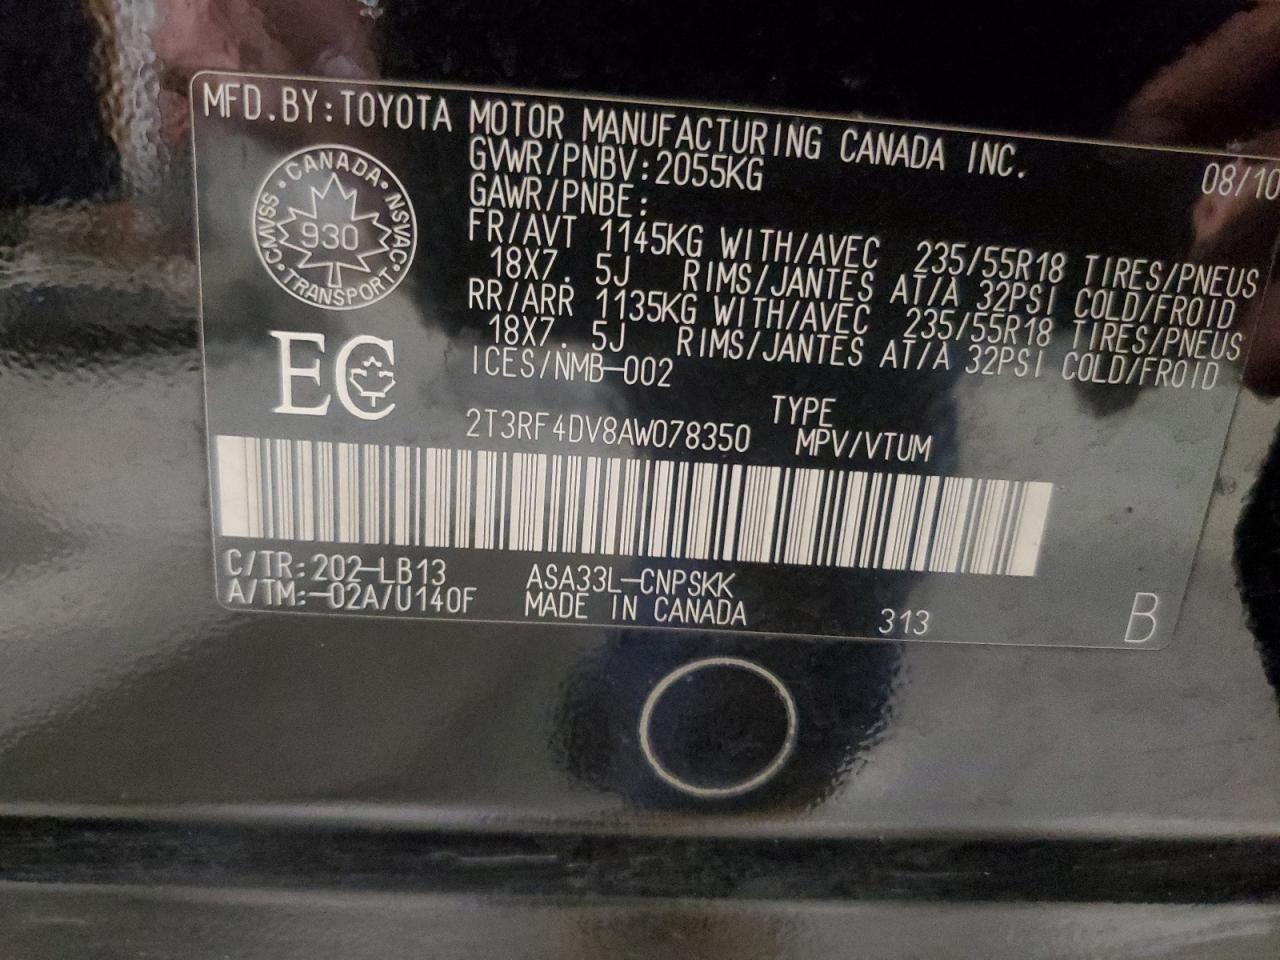 MFD.BY:TOYOTA MOTOR MANUFACTURING CANADA INC. 08/10
GVWR/PNBV:2055KG
GAWR/PNBE:
FR/AVT 1145KG WITH/AVEC 235/55R18 TIRES/PNEUS
18X7. 5J RIMS/JANTES AT/A 32PSI COLD/FROID
RR/ARR 1135KG WITH/AVEC 235/55R18 TIRES/PNEUS
18X7. 5J RIMS/JANTES AT/A 32PSI COLD/FROID
ICES/NMB-002
CANADA · NSVAC · TRANSPORT · CMVSS ·
930
EC
TYPE
2T3RF4DV8AW078350 MPV/VTUM
C/TR:202-LB13 ASA33L-CNPSKK
A/TM:-02A/U140F MADE IN CANADA 313 B